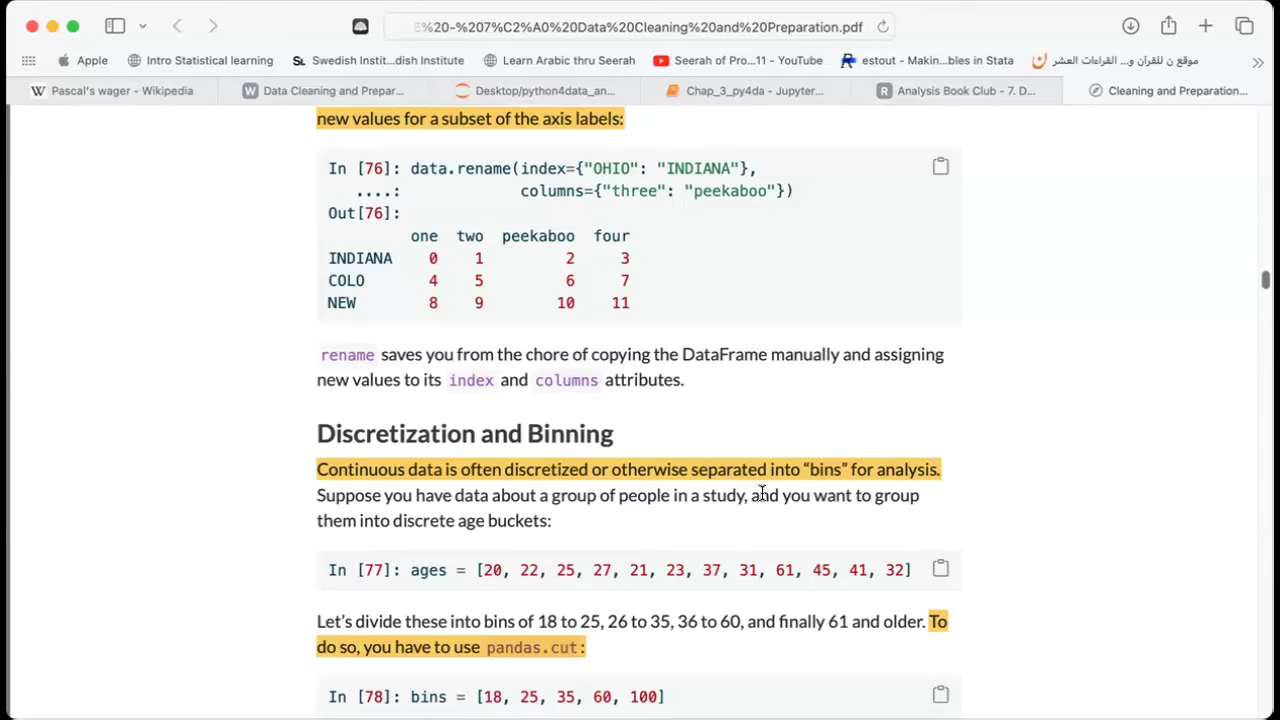 E%20-%207%C2%A0%20Data%20Cleaning%20and%20Preparation.pdf
Apple
Intro Statistical learning
SL Swedish Instit...dish Institute
Learn Arabic thru Seerah
Seerah of Pro...11 - YouTube
estout - Makin...bles in Stata
موقع ن للقرآن و... القراءات العشر
W Pascal's wager - Wikipedia
W Data Cleaning and Prepar...
Desktop/python4data_an...
Chap_3_py4da - Jupyter...
R Analysis Book Club - 7. D...
Cleaning and Preparation...
new values for a subset of the axis labels:
In [76]: data.rename(index={"OHIO": "INDIANA"},
....: columns={"three": "peekaboo"})
Out[76]:
one two peekaboo four
INDIANA 0 1 2 3
COLO 4 5 6 7
NEW 8 9 10 11
rename saves you from the chore of copying the DataFrame manually and assigning
new values to its index and columns attributes.
Discretization and Binning
Continuous data is often discretized or otherwise separated into “bins” for analysis.
Suppose you have data about a group of people in a study, and you want to group
them into discrete age buckets:
In [77]: ages = [20, 22, 25, 27, 21, 23, 37, 31, 61, 45, 41, 32]
Let’s divide these into bins of 18 to 25, 26 to 35, 36 to 60, and finally 61 and older. To
do so, you have to use pandas.cut:
In [78]: bins = [18, 25, 35, 60, 100]